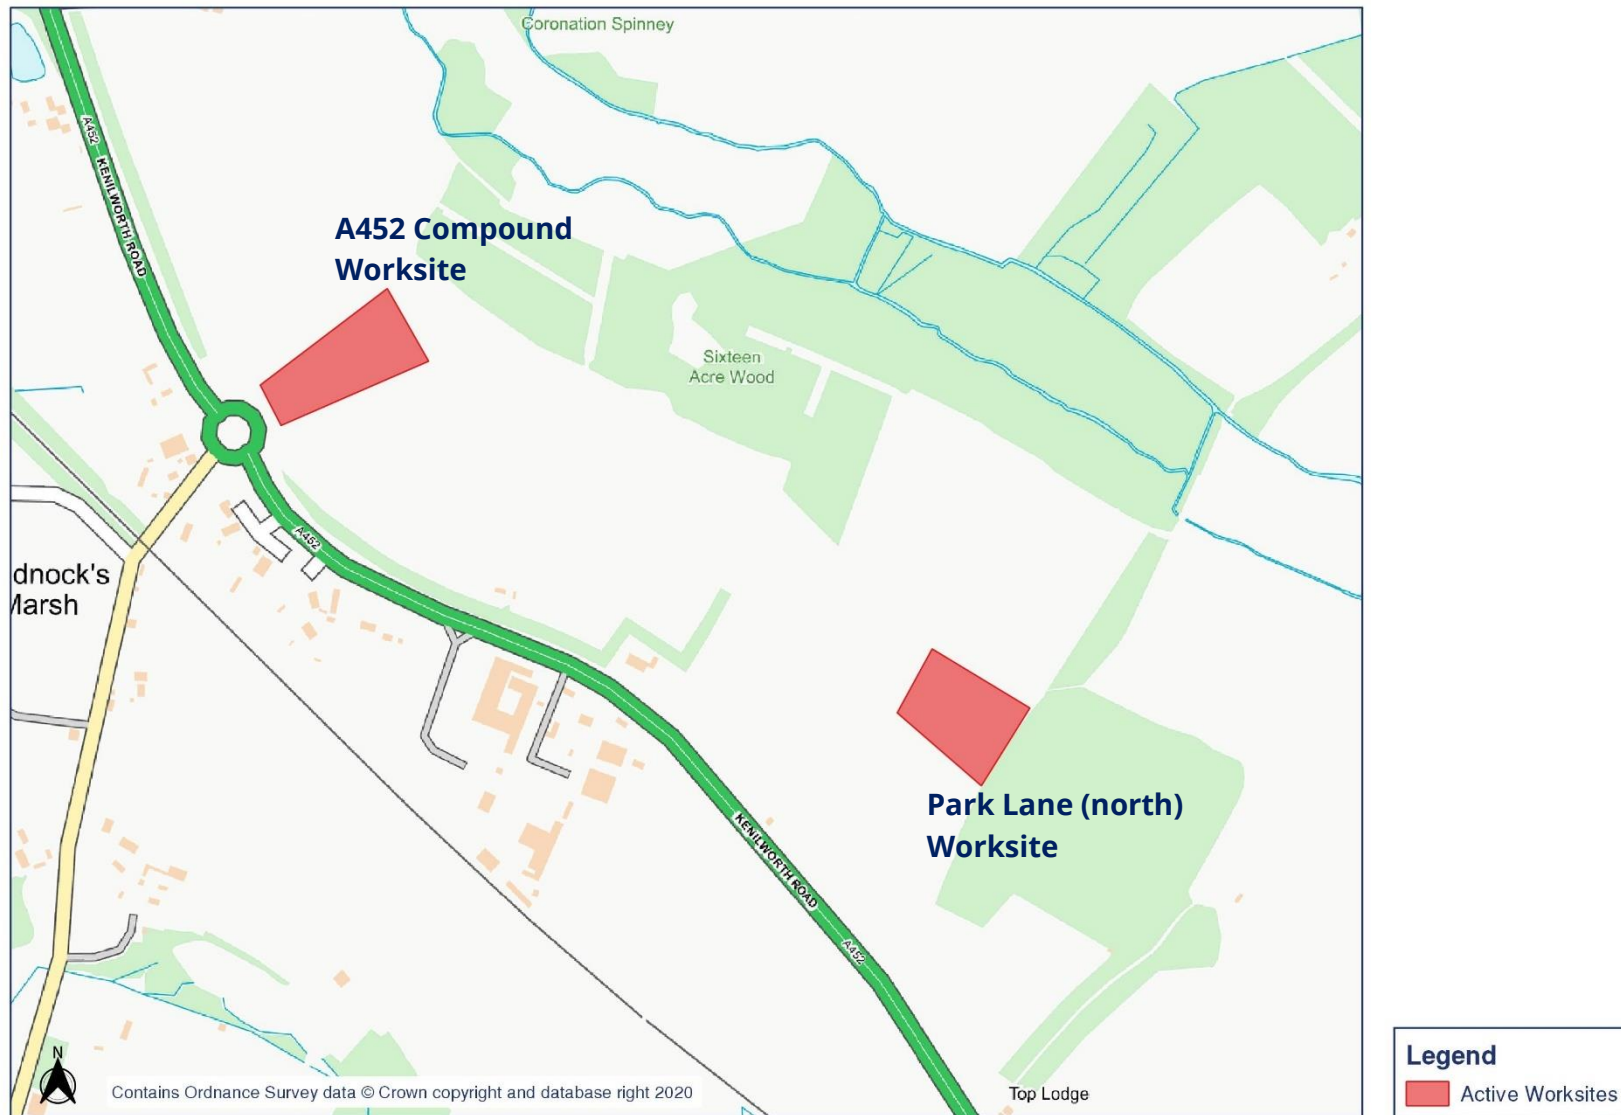 Coronation Spinney
A452
KENILWORTH ROAD
A452 Compound
Worksite
Sixteen
Acre Wood
A452
dnock's
Marsh
Park Lane (north)
Worksite
KENILWORTH ROAD
A452
N
Contains Ordnance Survey data © Crown copyright and database right 2020
Top Lodge
Legend
Active Worksites